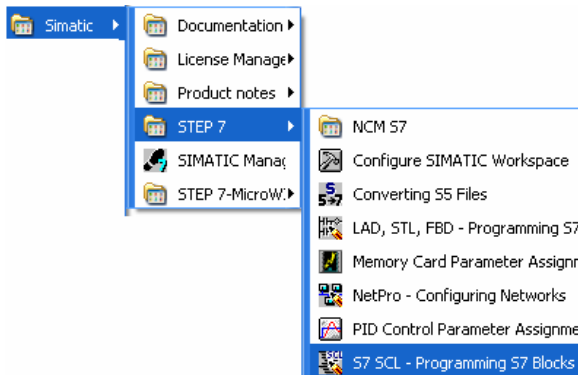 Simatic
Documentation
License Manage
Product notes
STEP 7
SIMATIC Manag
STEP 7-MicroW
NCM S7
Configure SIMATIC Workspace
Converting S5 Files
LAD, STL, FBD - Programming S7
Memory Card Parameter Assignm
NetPro - Configuring Networks
PID Control Parameter Assignme
S7 SCL - Programming S7 Blocks